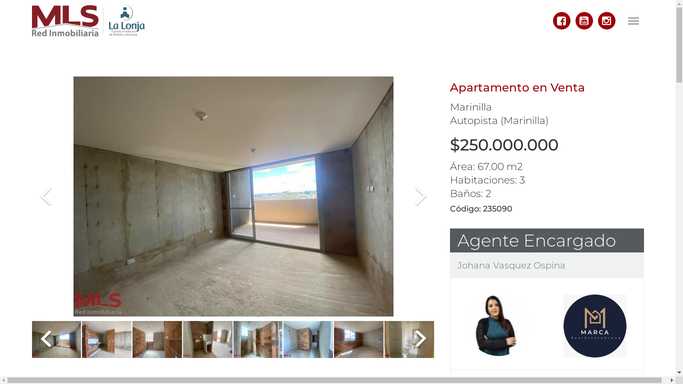 MLS
Red Inmobiliaria
La Lonja
Apartamento en Venta
Marinilla
Autopista (Marinilla)
$250.000.000
Área: 67.00 m2
Habitaciones: 3
Baños: 2
Código: 235090
Agente Encargado
Johana Vasquez Ospina
MLS
Red Inmobiliaria
MARCA